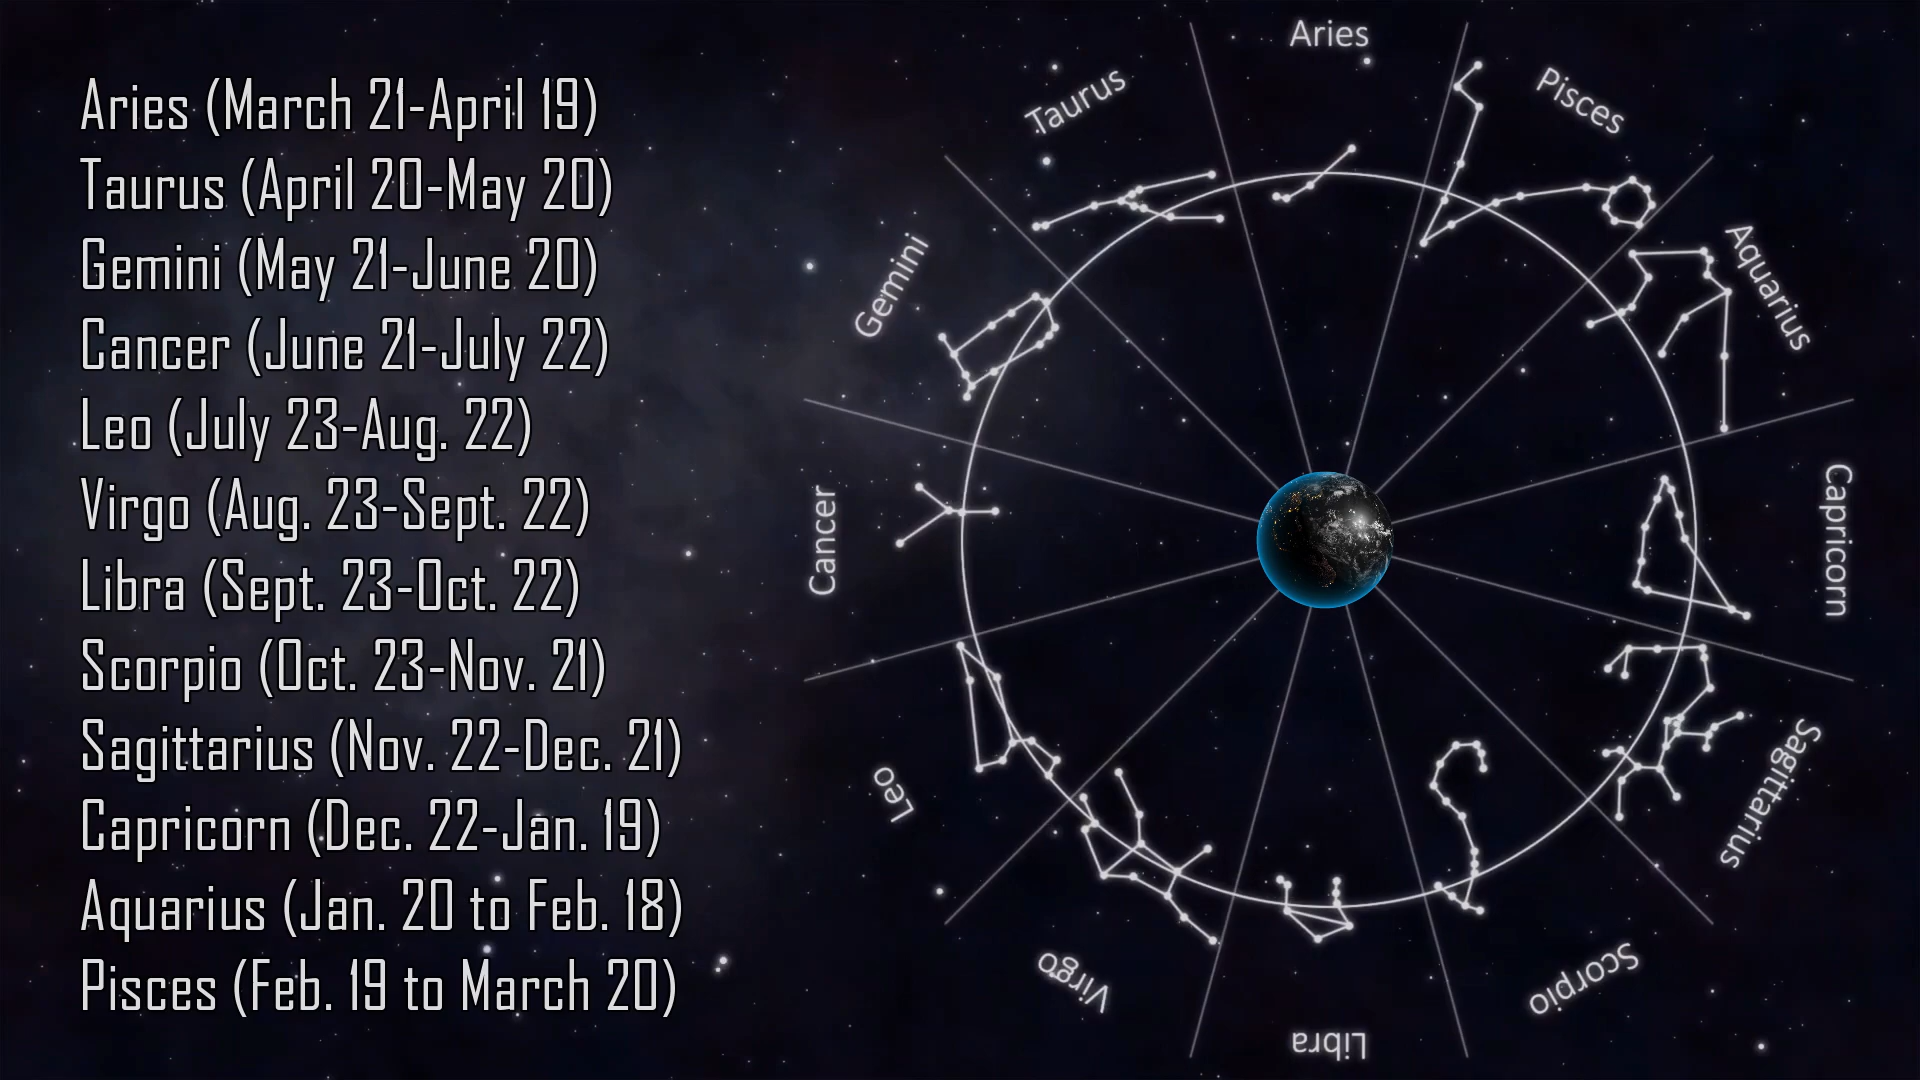 Aries (March 21-April 19)
Taurus (April 20-May 20)
Gemini (May 21-June 20)
Cancer (June 21-July 22)
Leo (July 23-Aug. 22)
Virgo (Aug. 23-Sept. 22)
Libra (Sept. 23-Oct. 22)
Scorpio (Oct. 23-Nov. 21)
Sagittarius (Nov. 22-Dec. 21)
Capricorn (Dec. 22-Jan. 19)
Aquarius (Jan. 20 to Feb. 18)
Pisces (Feb. 19 to March 20)
Aries
Pisces
Aquarius
Capricorn
Sagittarius
Scorpio
Libra
Virgo
Leo
Cancer
Gemini
Taurus